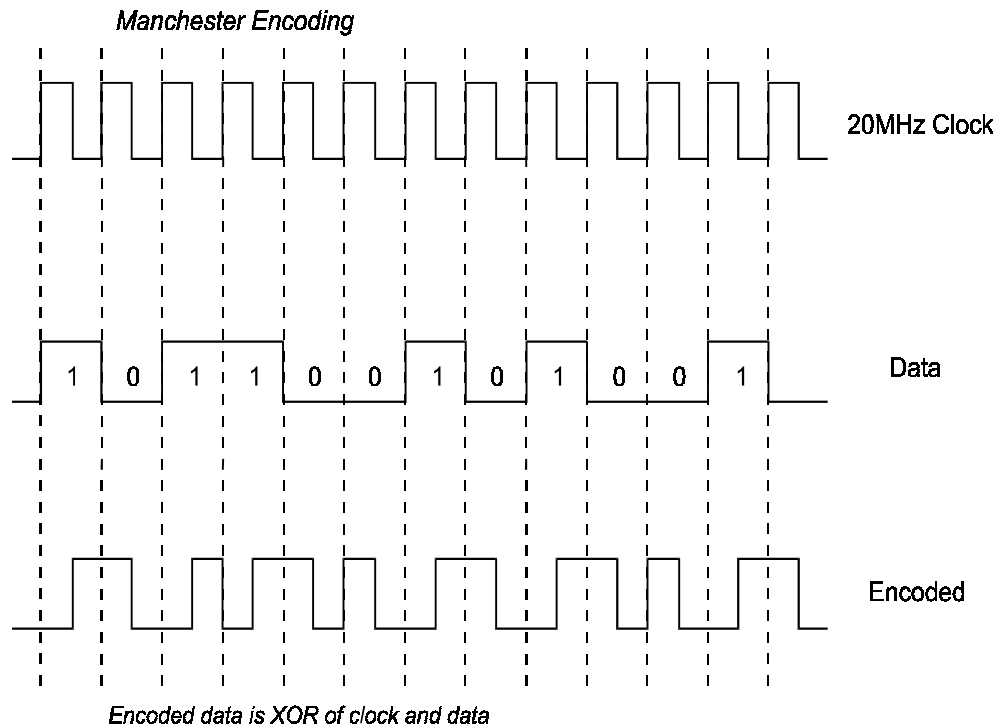 Manchester Encoding
20MHz Clock
1 0 1 1 0 0 1 0 1 0 0 1
Data
Encoded
Encoded data is XOR of clock and data